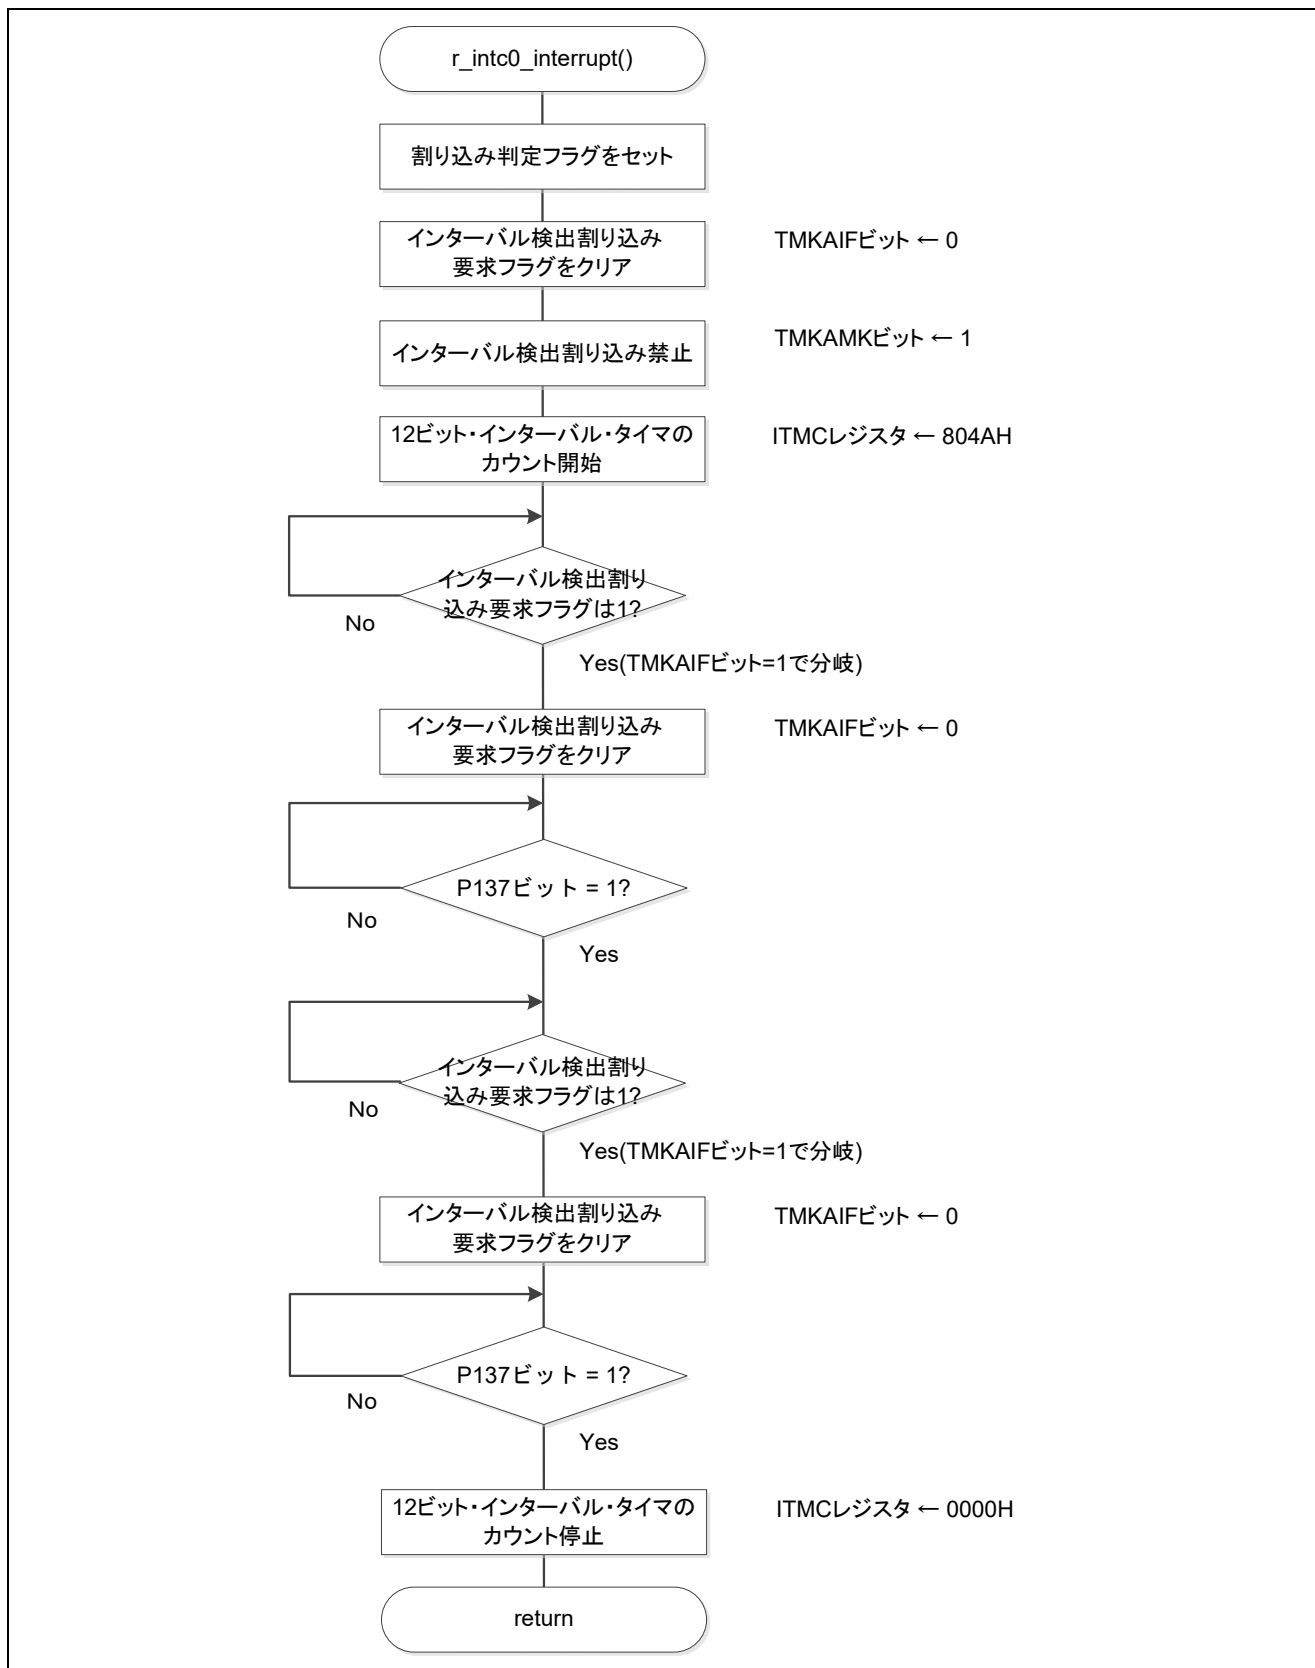 r_intc0_interrupt()
割り込み判定フラグをセット
インターバル検出割り込み
要求フラグをクリア
TMKAIFビット ← 0
インターバル検出割り込み禁止
TMKAMKビット ← 1
12ビット・インターバル・タイマの
カウント開始
ITMCレジスタ ← 804AH
インターバル検出割り
込み要求フラグは1?
No
Yes(TMKAIFビット=1で分岐)
インターバル検出割り込み
要求フラグをクリア
TMKAIFビット ← 0
P137ビット = 1?
No
Yes
インターバル検出割り
込み要求フラグは1?
No
Yes(TMKAIFビット=1で分岐)
インターバル検出割り込み
要求フラグをクリア
TMKAIFビット ← 0
P137ビット = 1?
No
Yes
12ビット・インターバル・タイマの
カウント停止
ITMCレジスタ ← 0000H
return